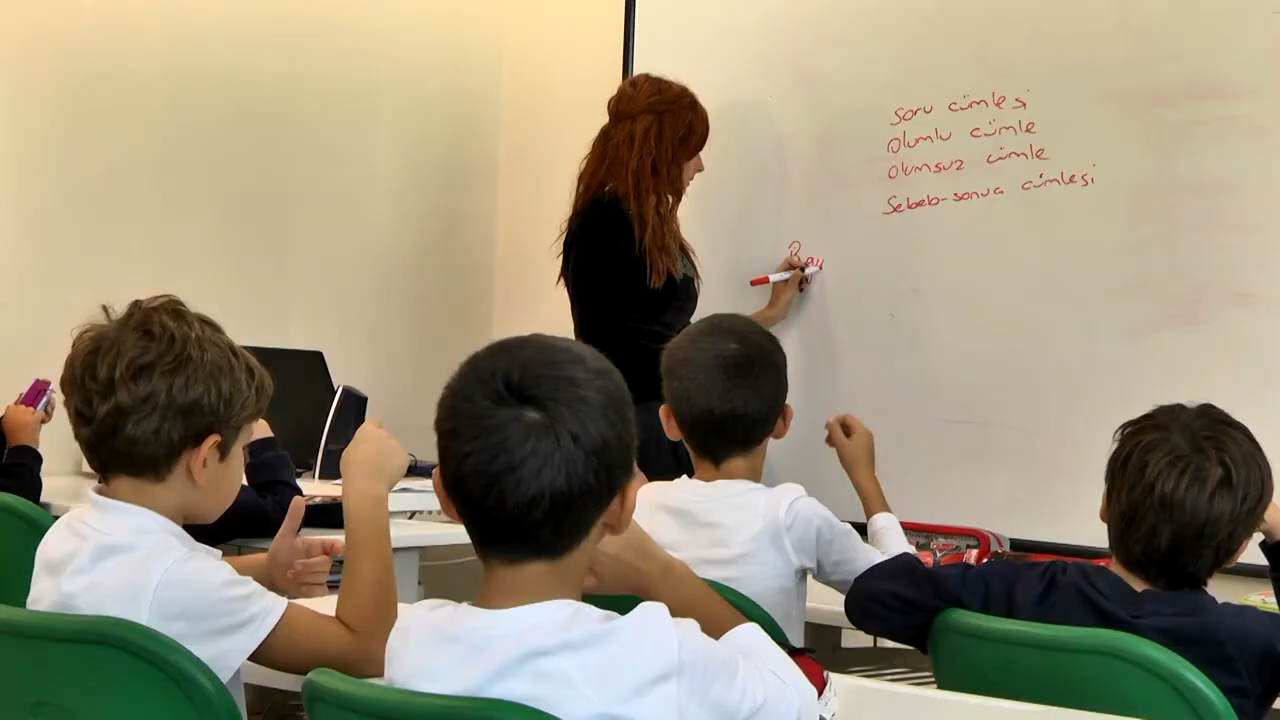 soru cümlesi
olumlu cümle
olumsuz cümle
Sebeb-sonuç cümlesi